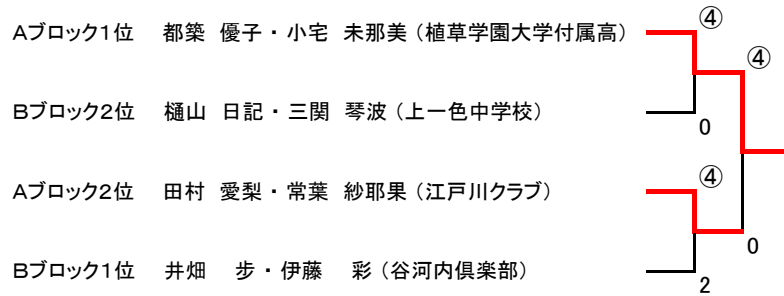 ④
Aブロック1位 都築 優子・小宅 未那美(植草学園大学付属高)
④
Bブロック2位 樋山 日記・三関 琴波(上一色中学校)
0
Aブロック2位 田村 愛梨・常葉 紗耶果(江戸川クラブ)
④
0
Bブロック1位 井畑 歩・伊藤 彩(谷河内倶楽部)
2